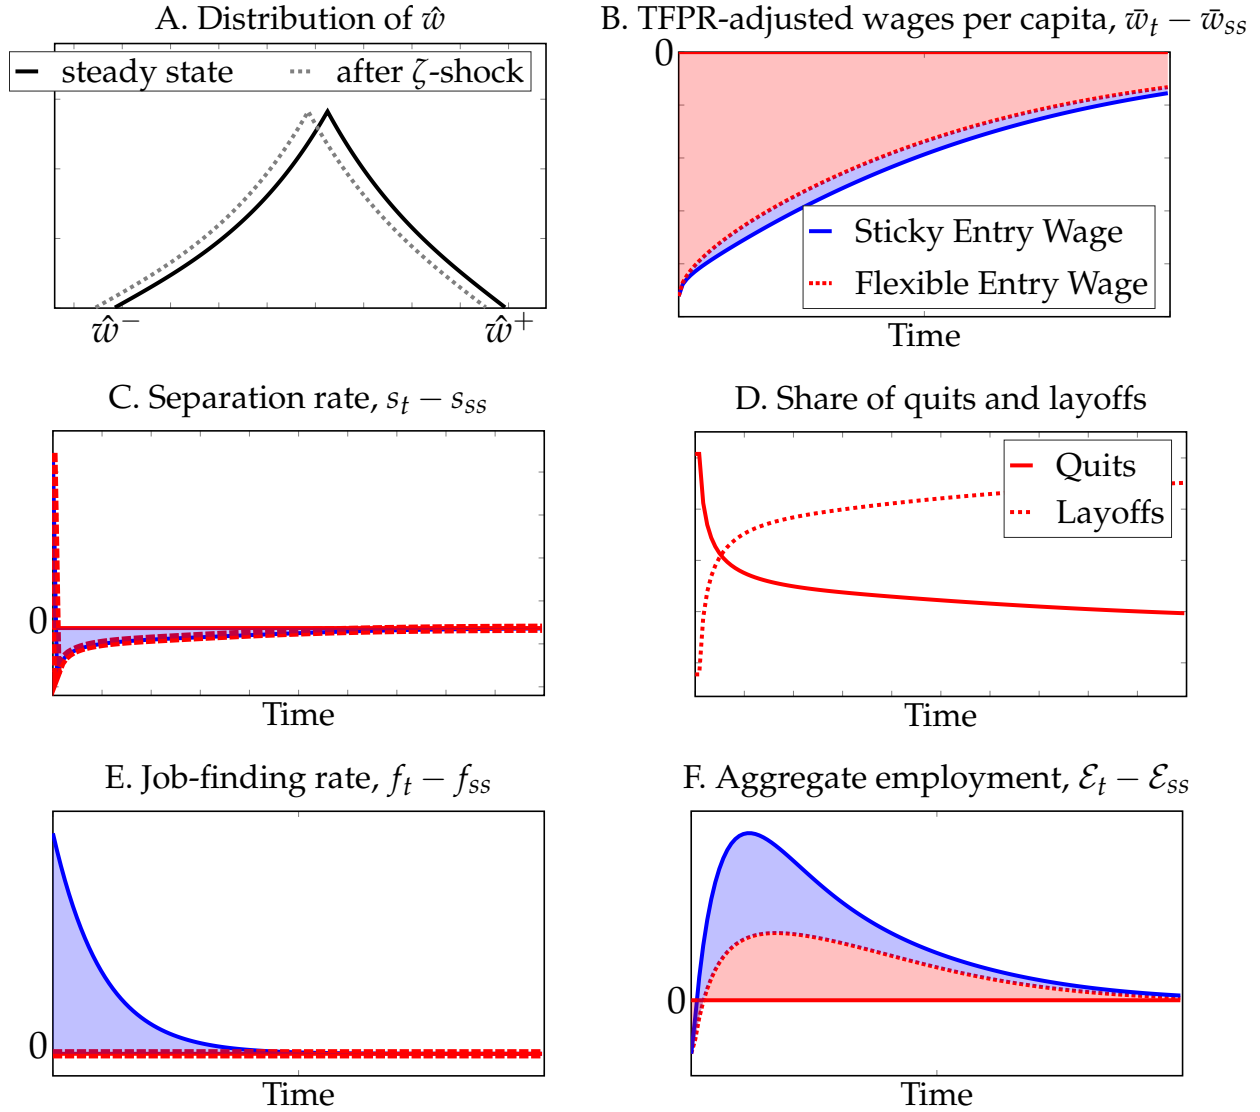 A. Distribution of ŵ
steady state
after ζ-shock
ŵ⁻
ŵ⁺
B. TFPR-adjusted wages per capita, w̄ₜ − w̄ₛₛ
0
Sticky Entry Wage
Flexible Entry Wage
Time
C. Separation rate, sₜ − sₛₛ
0
Time
D. Share of quits and layoffs
Quits
Layoffs
Time
E. Job-finding rate, fₜ − fₛₛ
0
Time
F. Aggregate employment, ℰₜ − ℰₛₛ
0
Time